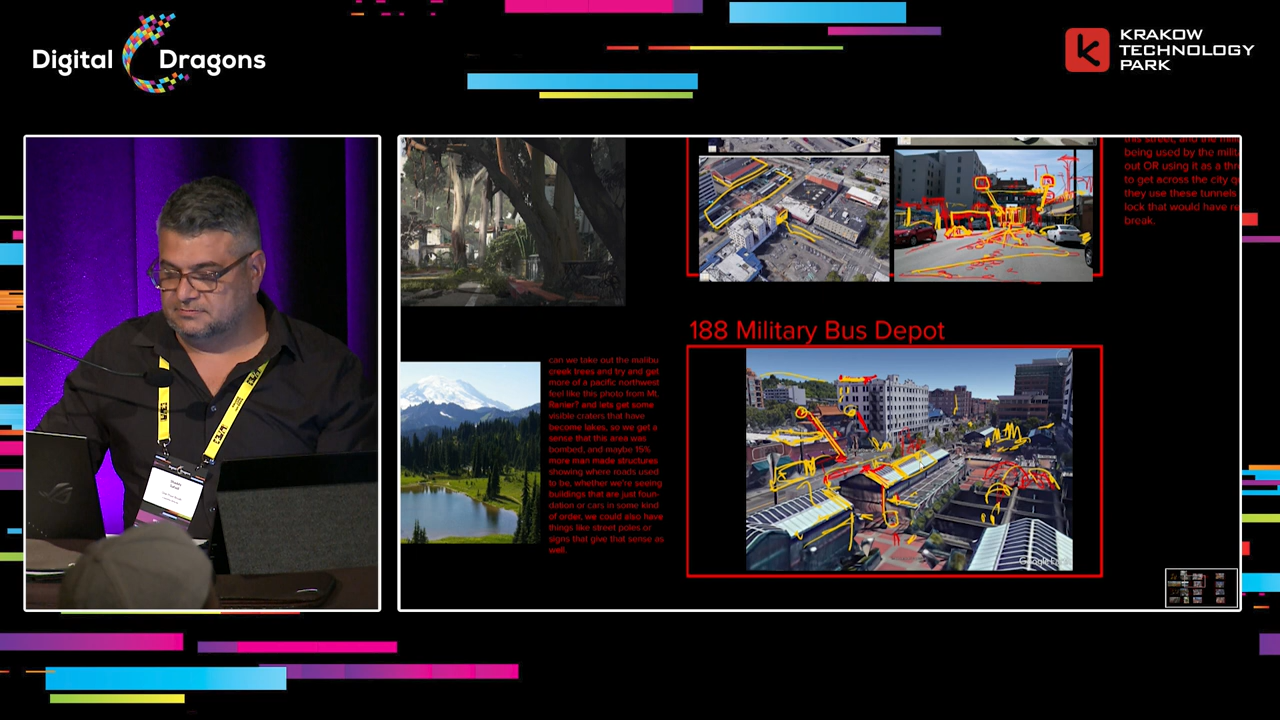 Digital Dragons
KRAKOW
TECHNOLOGY
PARK
this street, and the
being used by the
out OR using it as a
to get across the city
they use these tunnels
lock that would have
break.
188 Military Bus Depot
can we take out the malibu
creek trees and try and get
more of a pacific northwest
feel like this photo from Mt.
Ranier? and lets get some
visible craters that have
become lakes, so we get a
sense that this area was
bombed, and maybe 15%
more man made structures
showing where roads used
to be, whether we're seeing
buildings that are just foun-
dation or cars in some kind
of order, we could also have
things like street poles or
signs that give that sense as
well.